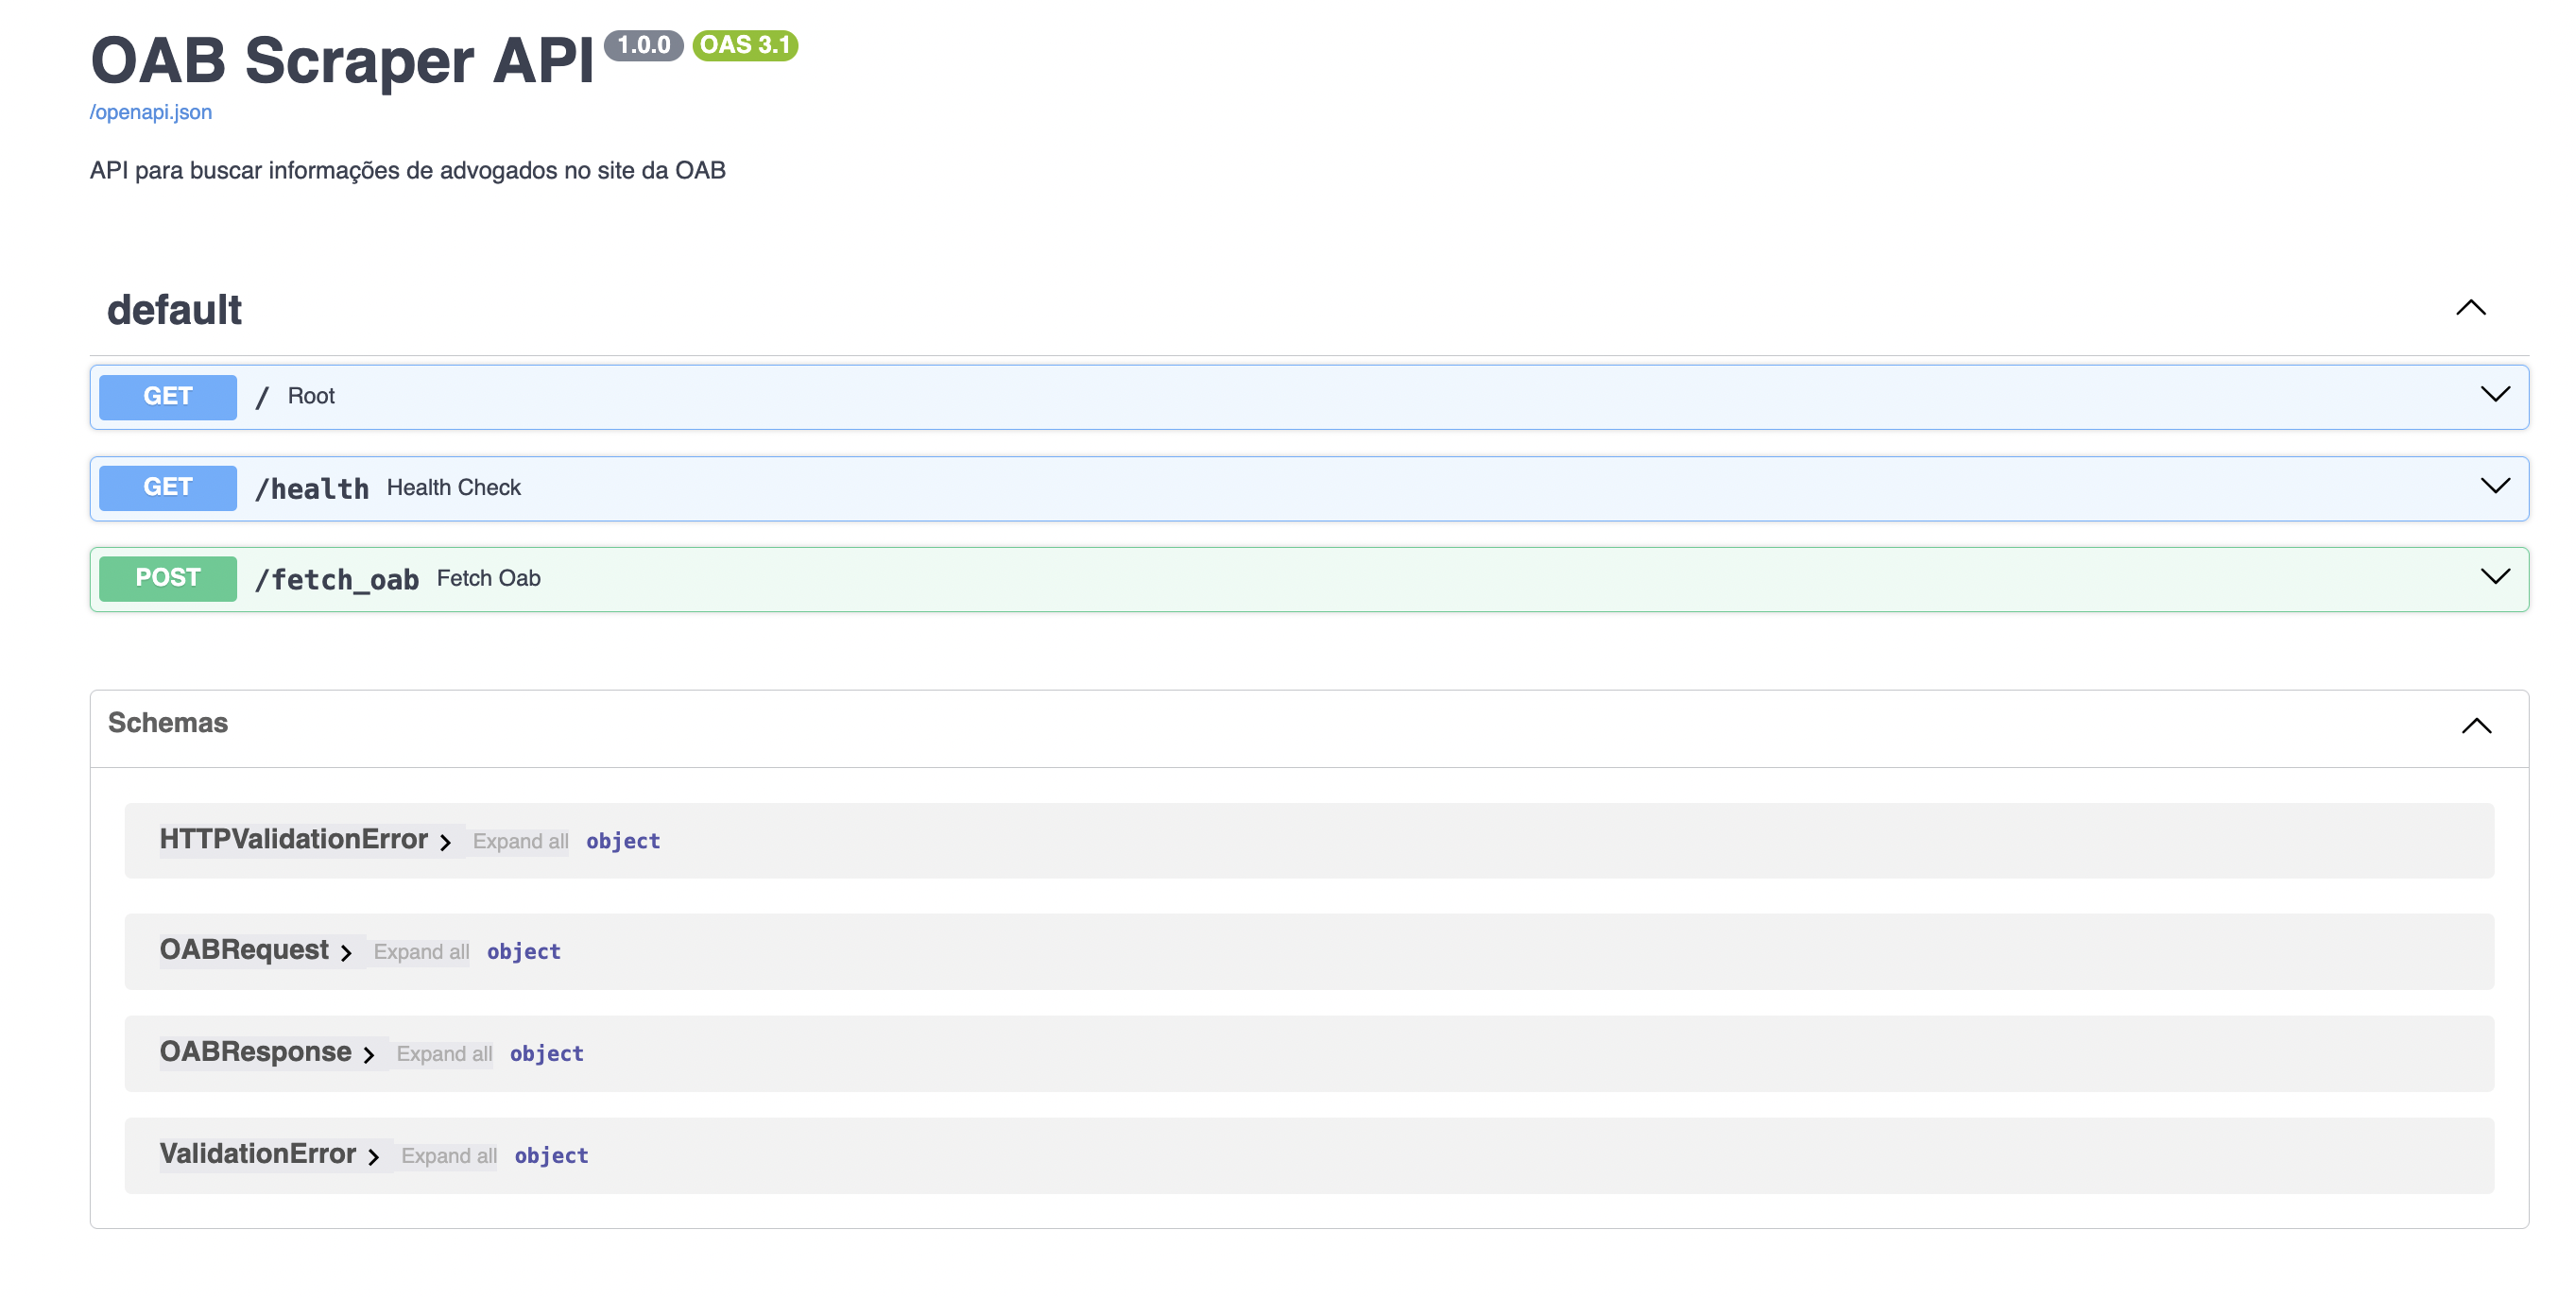 OAB Scraper API 1.0.0 OAS 3.1
/openapi.json
API para buscar informações de advogados no site da OAB
default
GET / Root
GET /health Health Check
POST /fetch_oab Fetch Oab
Schemas
HTTPValidationError Expand all object
OABRequest Expand all object
OABResponse Expand all object
ValidationError Expand all object